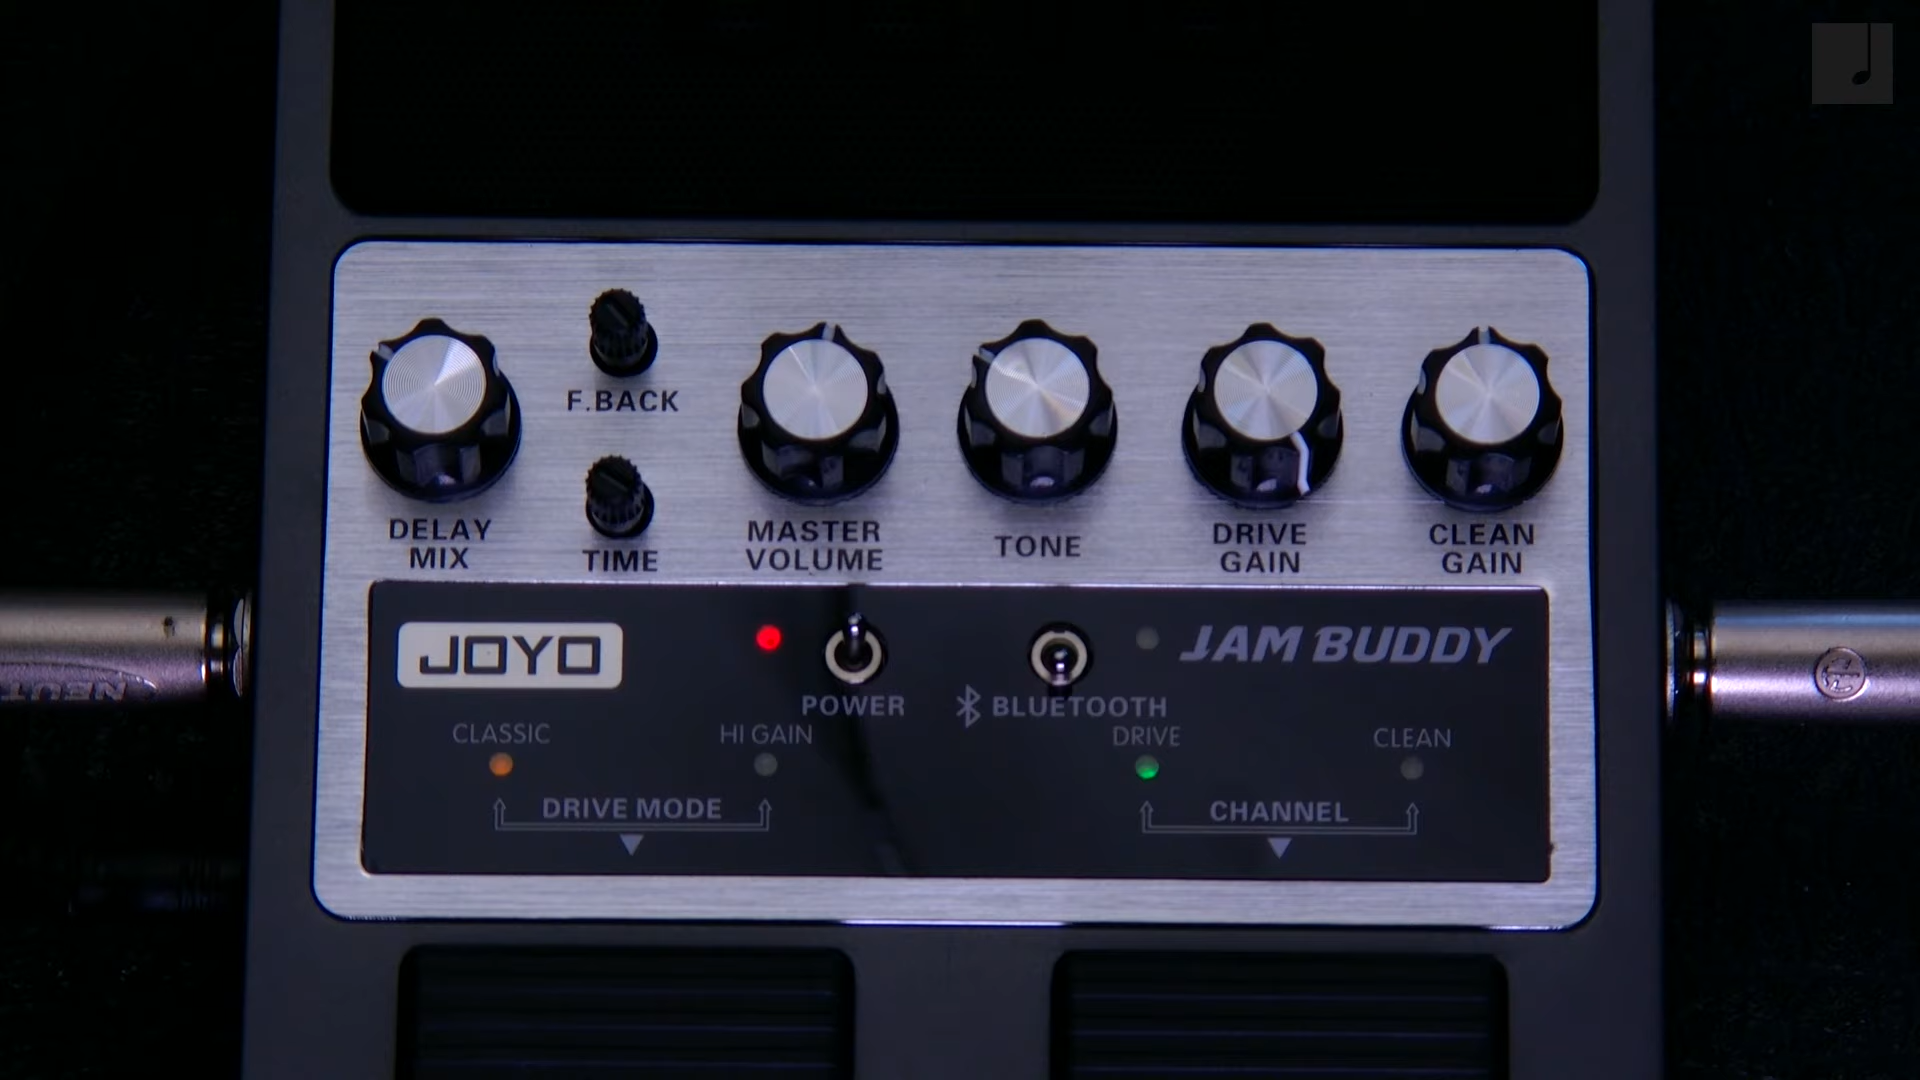 F.BACK
DELAY
MIX
TIME
MASTER
VOLUME
TONE
DRIVE
GAIN
CLEAN
GAIN
JOYO
JAM BUDDY
POWER
BLUETOOTH
CLASSIC
HI GAIN
DRIVE
CLEAN
DRIVE MODE
CHANNEL